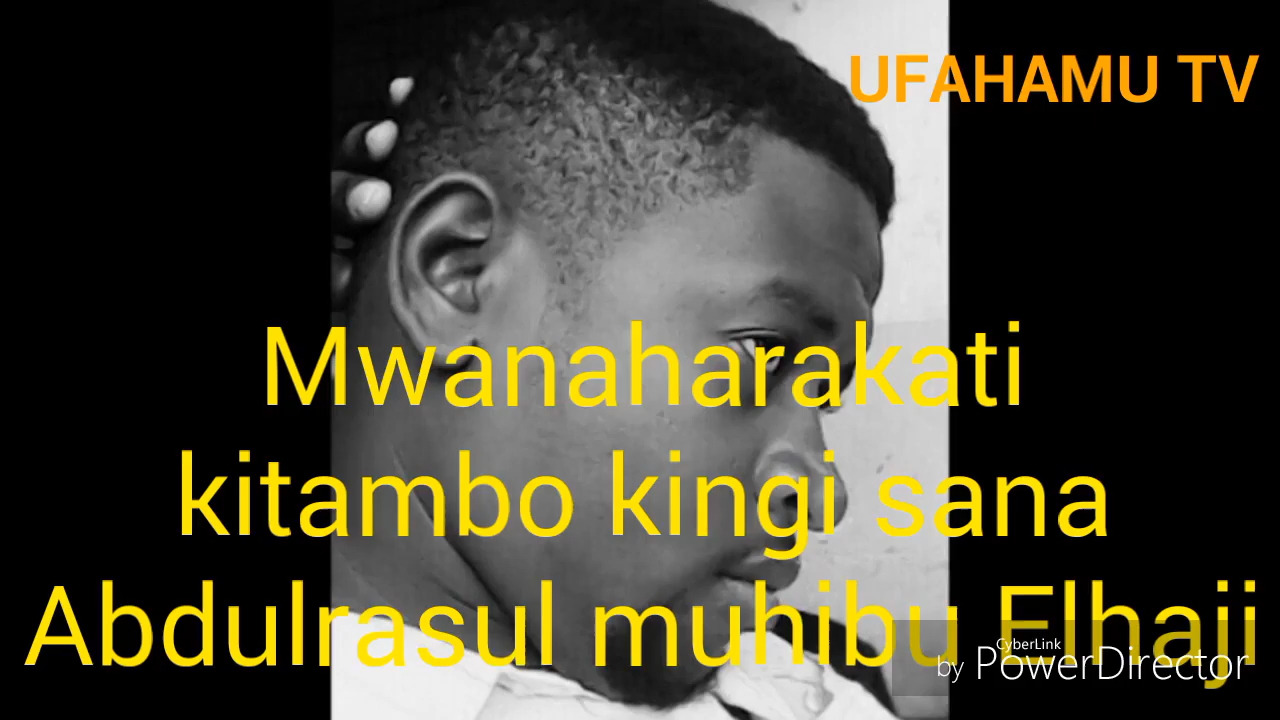 UFAHAMU TV
Mwanaharakati
kitambo kingi sana
Abdulrasul muhibu Elhaji
CyberLink
by PowerDirector